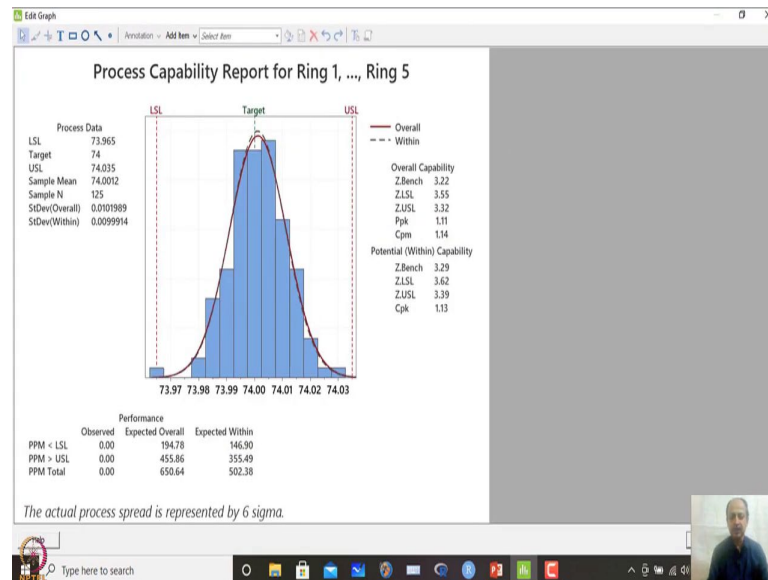 Edit Graph
T Annotation Add Item Select Item
Process Capability Report for Ring 1, ..., Ring 5
LSL Target USL
Process Data
LSL 73.965
Target 74
USL 74.035
Sample Mean 74.0012
Sample N 125
StDev(Overall) 0.0101989
StDev(Within) 0.0099914
Overall
Within
Overall Capability
Z.Bench 3.22
Z.LSL 3.55
Z.USL 3.32
Ppk 1.11
Cpm 1.14
Potential (Within) Capability
Z.Bench 3.29
Z.LSL 3.62
Z.USL 3.39
Cpk 1.13
73.97 73.98 73.99 74.00 74.01 74.02 74.03
Performance
Observed Expected Overall Expected Within
PPM < LSL 0.00 194.78 146.90
PPM > USL 0.00 455.86 355.49
PPM Total 0.00 650.64 502.38
The actual process spread is represented by 6 sigma.
NPTEL
Type here to search